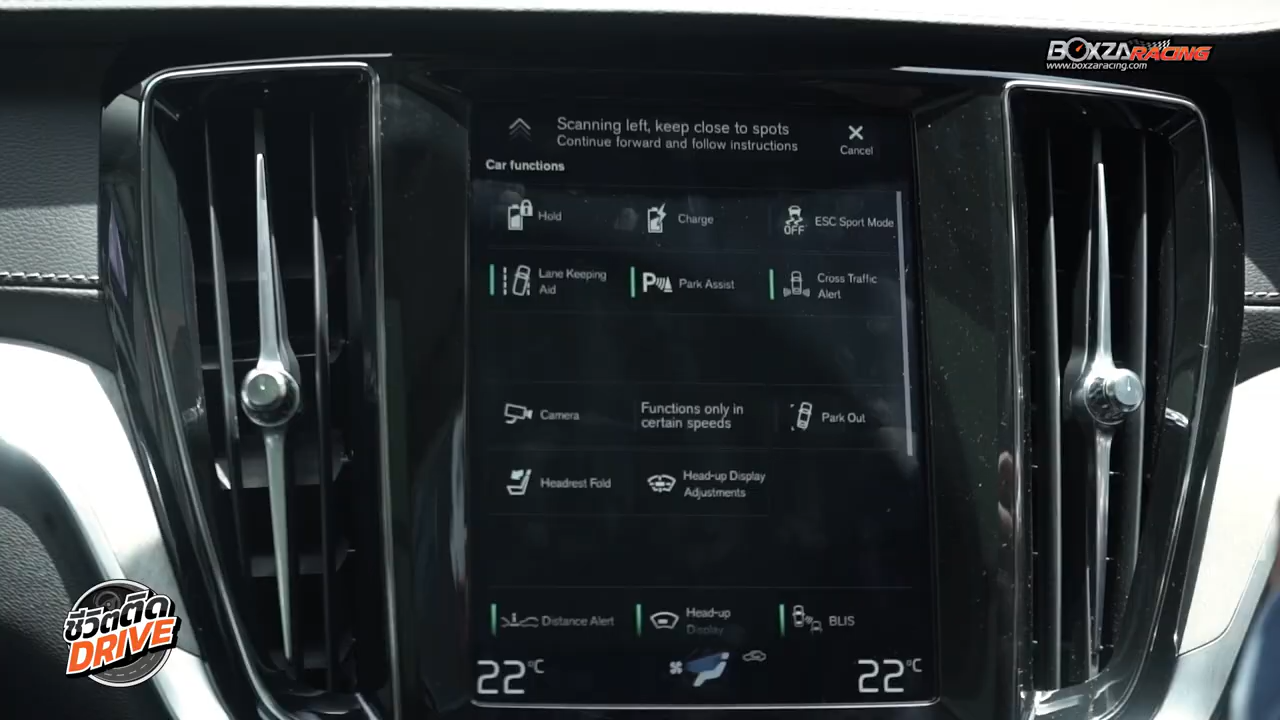 BOXZA RACING
www.boxzaracing.com
Scanning left, keep close to spots
Continue forward and follow instructions
Cancel
Car functions
Hold
Charge
OFF
ESC Sport Mode
Lane Keeping
Aid
P
Park Assist
Cross Traffic
Alert
Camera
Functions only in
certain speeds
Park Out
Headrest Fold
Head-up Display
Adjustments
Distance Alert
Head-up
Display
BLIS
22°C
22°C
ชีวิตติด
DRIVE